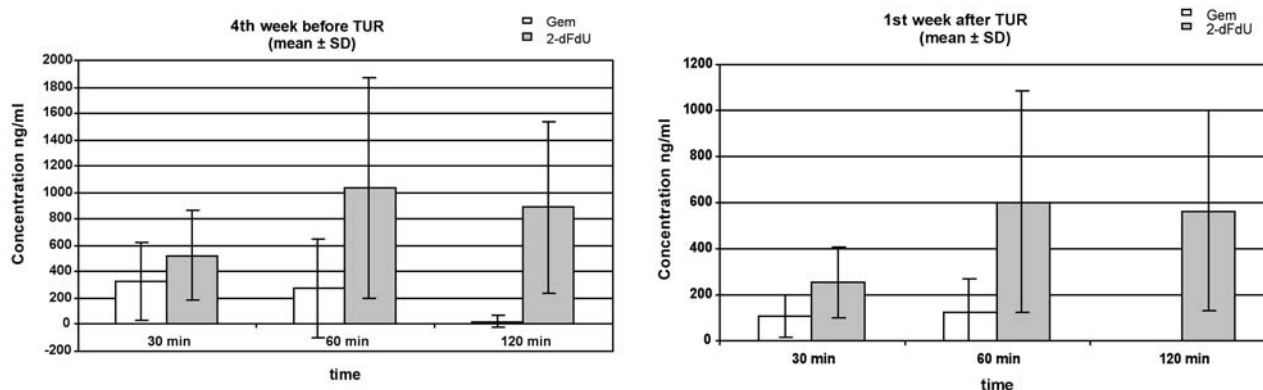 4th week before TUR
(mean ± SD)
Gem
2-dFdU
Concentration ng/ml
2000
1800
1600
1400
1200
1000
800
600
400
200
0
-200
30 min
60 min
120 min
time
1st week after TUR
(mean ± SD)
Gem
2-dFdU
Concentration ng/ml
1200
1000
800
600
400
200
0
30 min
60 min
120 min
time